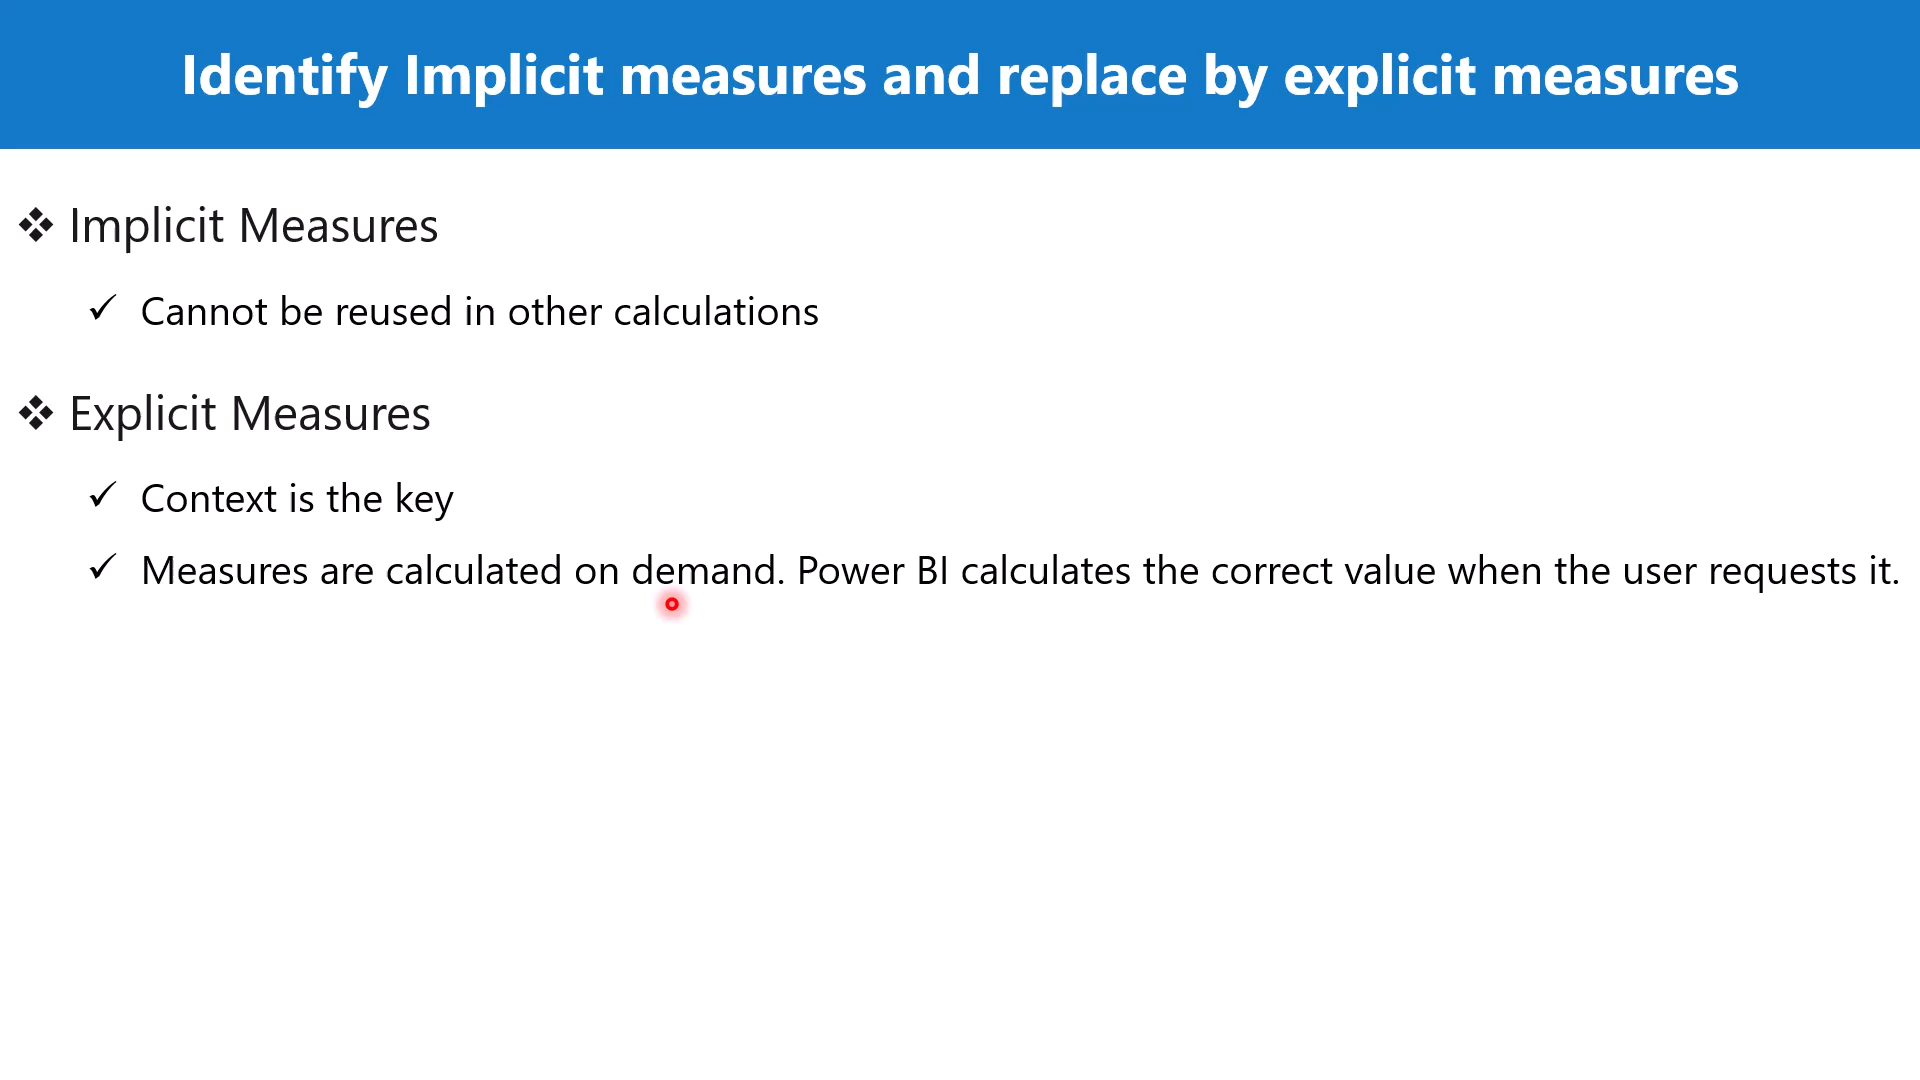 Identify Implicit measures and replace by explicit measures
❖ Implicit Measures
✓ Cannot be reused in other calculations
❖ Explicit Measures
✓ Context is the key
✓ Measures are calculated on demand. Power BI calculates the correct value when the user requests it.